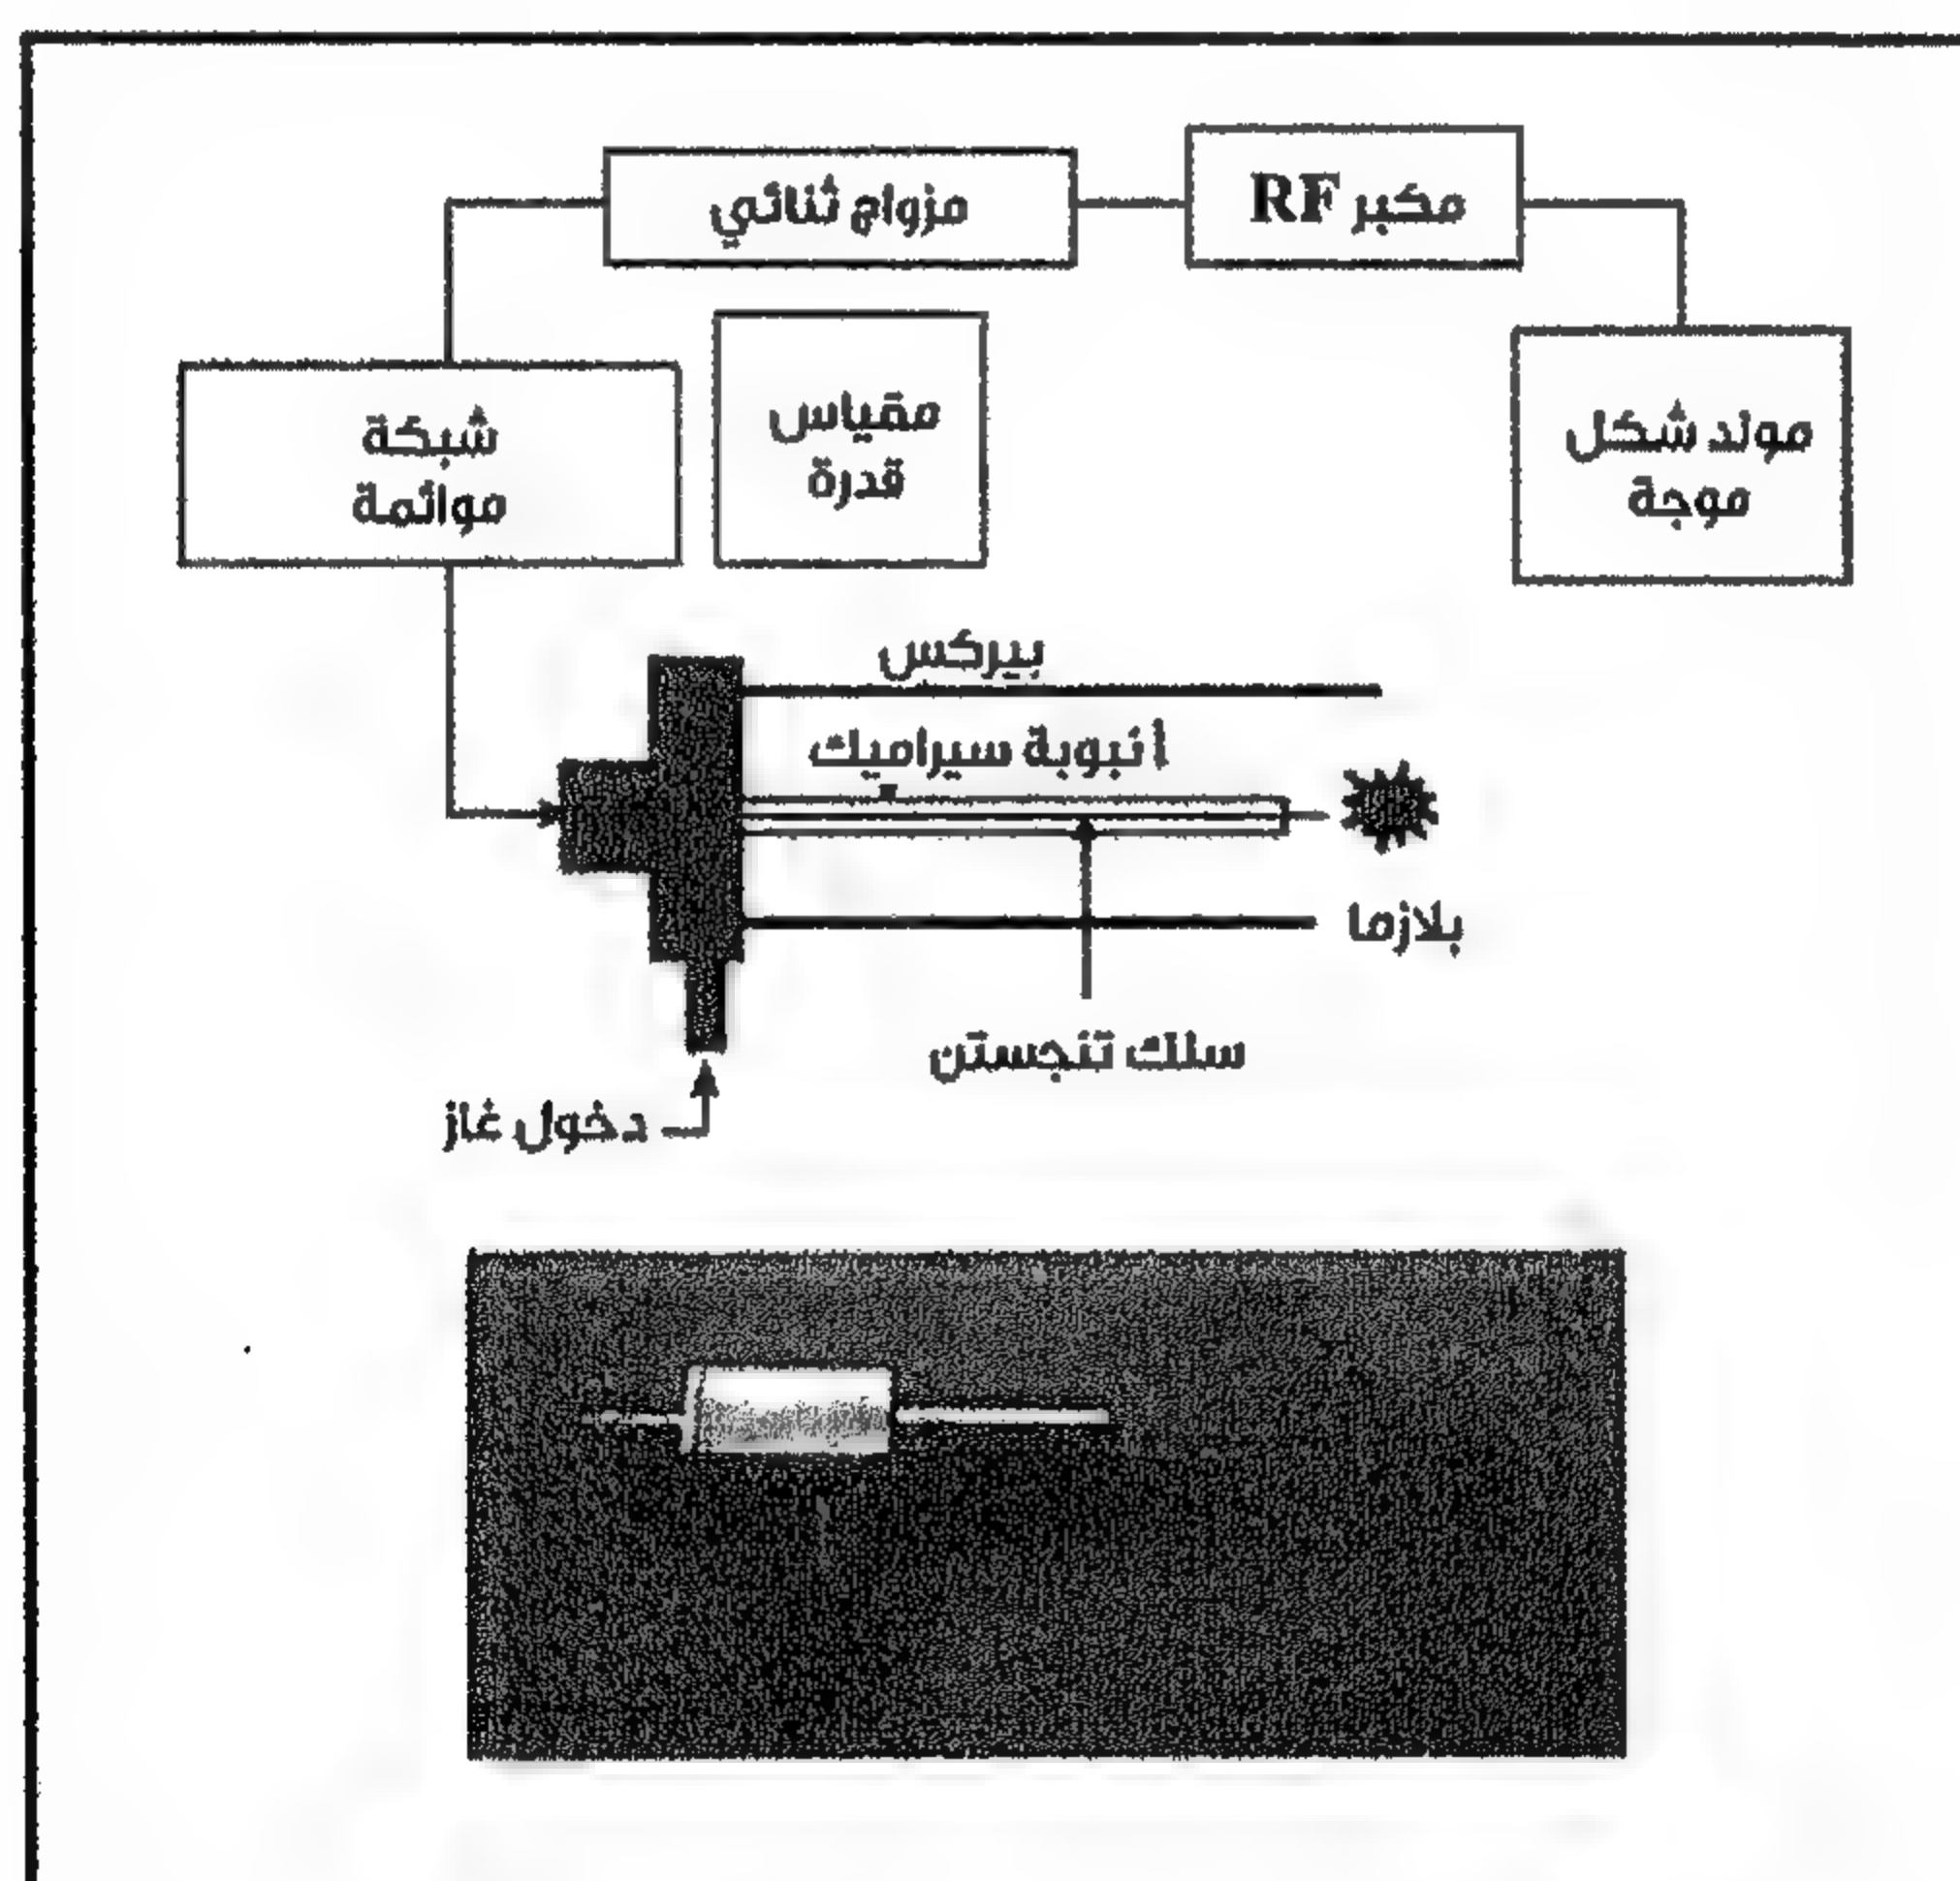 مكبر RF
مزواج ثنائي
مولد شكل
موجة
مقياس
قدرة
شبكة
موائمة
بيركس
أنبوبة سيراميك
بلازما
سلك تنجستن
دخول غاز